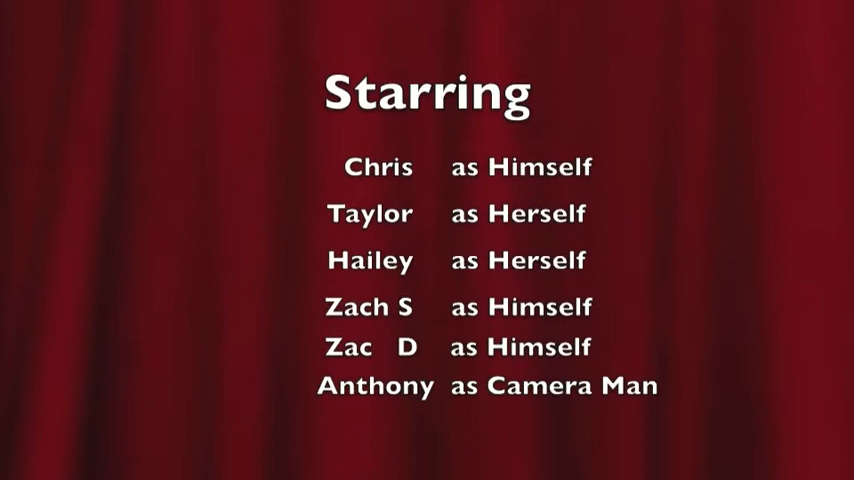 Starring
Chris as Himself
Taylor as Herself
Hailey as Herself
Zach S as Himself
Zac D as Himself
Anthony as Camera Man